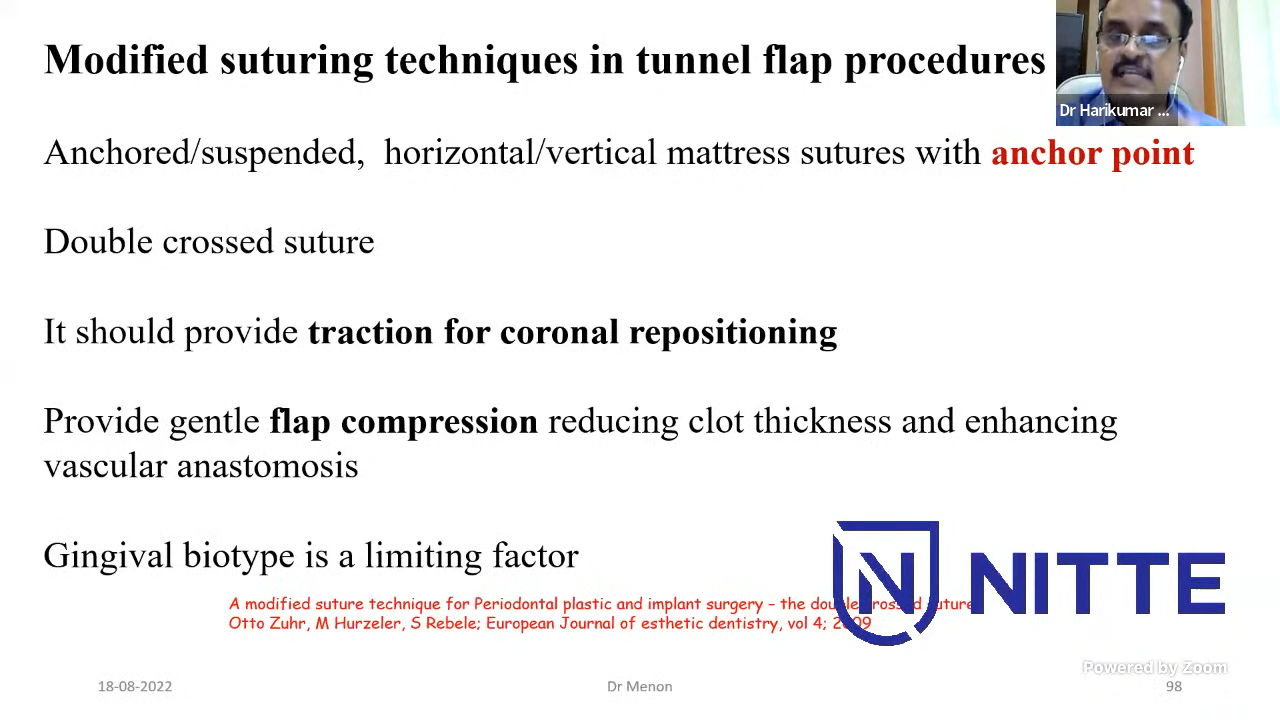 Modified suturing techniques in tunnel flap procedures
Dr Harikumar ...
Anchored/suspended,  horizontal/vertical mattress sutures with anchor point
Double crossed suture
It should provide traction for coronal repositioning
Provide gentle flap compression reducing clot thickness and enhancing
vascular anastomosis
Gingival biotype is a limiting factor
A modified suture technique for Periodontal plastic and implant surgery – the double crossed suture
Otto Zuhr, M Hurzeler, S Rebele; European Journal of esthetic dentistry, vol 4; 2009
N NITTE
Powered by Zoom
18-08-2022
Dr Menon
98